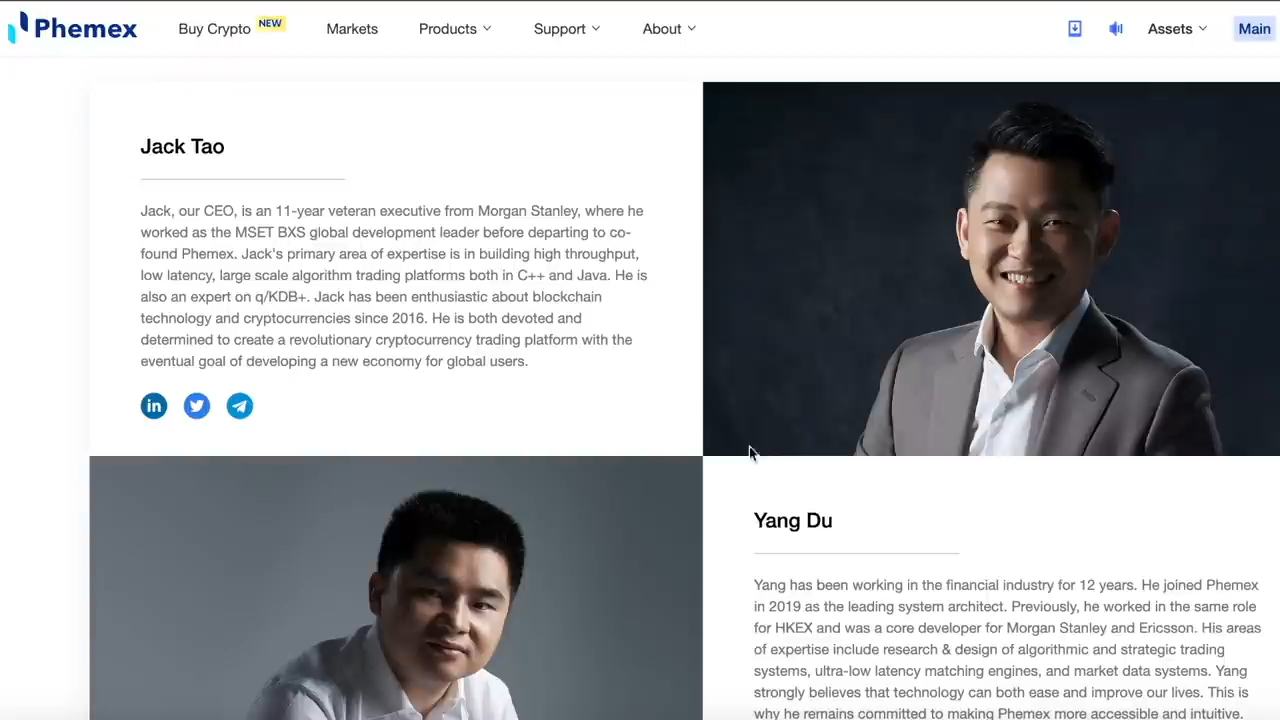 Phemex
Buy Crypto NEW
Markets
Products
Support
About
Assets
Main
Jack Tao
Jack, our CEO, is an 11-year veteran executive from Morgan Stanley, where he
worked as the MSET BXS global development leader before departing to co-
found Phemex. Jack's primary area of expertise is in building high throughput,
low latency, large scale algorithm trading platforms both in C++ and Java. He is
also an expert on q/KDB+. Jack has been enthusiastic about blockchain
technology and cryptocurrencies since 2016. He is both devoted and
determined to create a revolutionary cryptocurrency trading platform with the
eventual goal of developing a new economy for global users.
in
Yang Du
Yang has been working in the financial industry for 12 years. He joined Phemex
in 2019 as the leading system architect. Previously, he worked in the same role
for HKEX and was a core developer for Morgan Stanley and Ericsson. His areas
of expertise include research & design of algorithmic and strategic trading
systems, ultra-low latency matching engines, and market data systems. Yang
strongly believes that technology can both ease and improve our lives. This is
why he remains committed to making Phemex more accessible and intuitive.